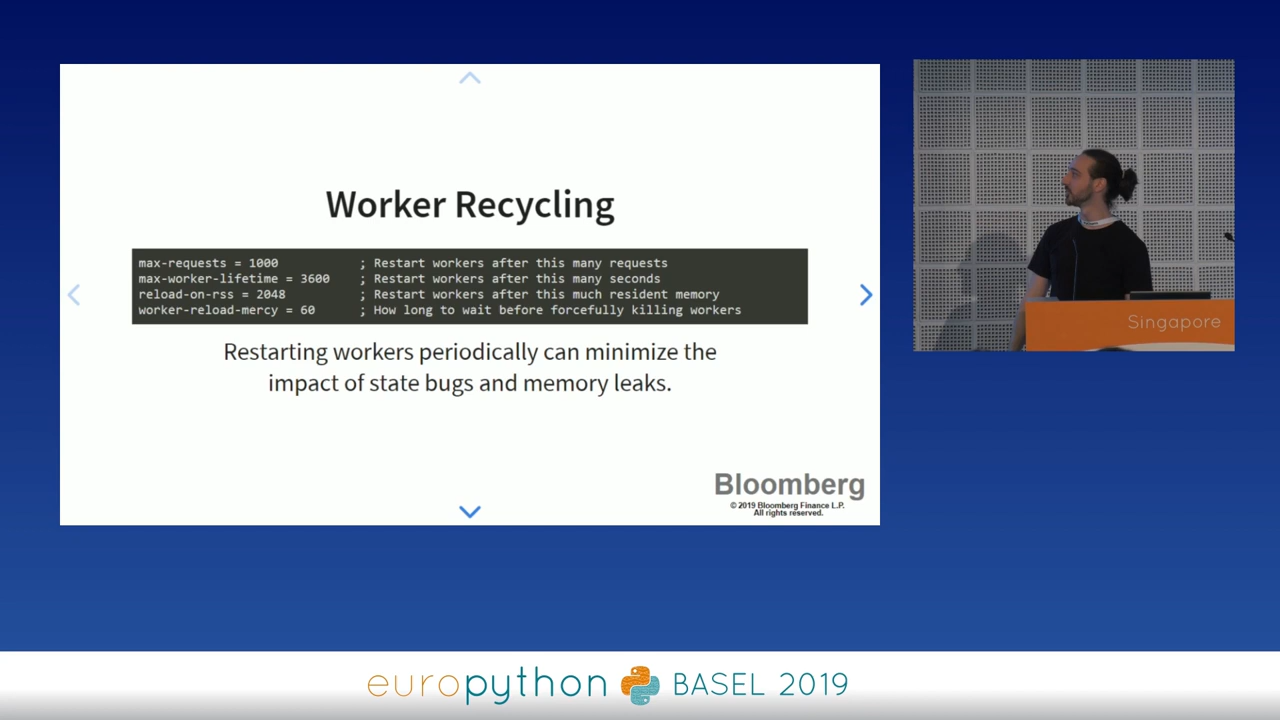 Worker Recycling
max-requests = 1000 ; Restart workers after this many requests
max-worker-lifetime = 3600 ; Restart workers after this many seconds
reload-on-rss = 2048 ; Restart workers after this much resident memory
worker-reload-mercy = 60 ; How long to wait before forcefully killing workers
Restarting workers periodically can minimize the
impact of state bugs and memory leaks.
Bloomberg
© 2019 Bloomberg Finance L.P.
All rights reserved.
Singapore
europython BASEL 2019